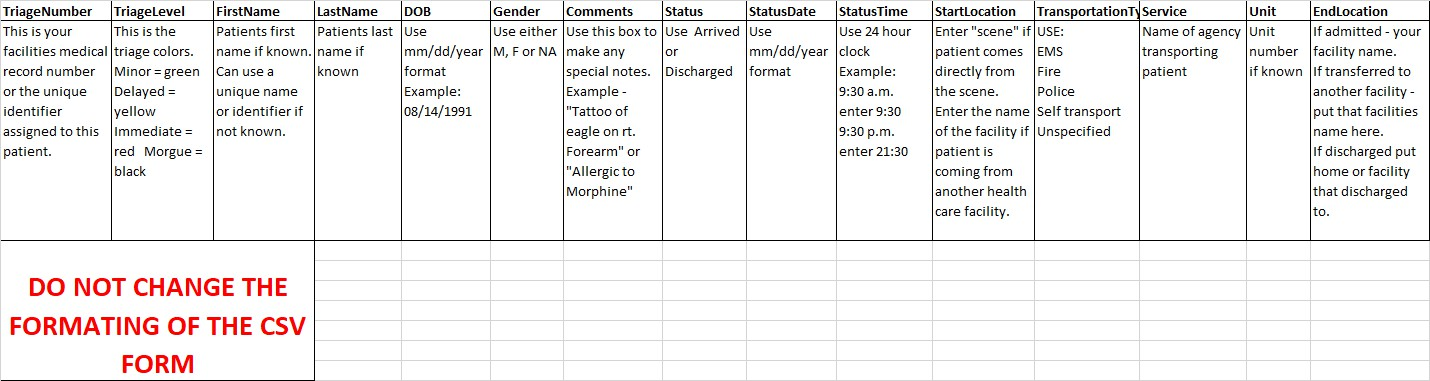 TriageNumber
TriageLevel
FirstName
LastName
DOB
Gender
Comments
Status
StatusDate
StatusTime
StartLocation
TransportationTy
Service
Unit
EndLocation
This is your
facilities medical
record number
or the unique
identifier
assigned to this
patient.
This is the
triage colors.
Minor = green
Delayed =
yellow
Immediate =
red Morgue =
black
Patients first
name if known.
Can use a
unique name
or identifier if
not known.
Patients last
name if
known
Use
mm/dd/year
format
Example:
08/14/1991
Use either
M, F or NA
Use this box to
make any
special notes.
Example -
"Tattoo of
eagle on rt.
Forearm" or
"Allergic to
Morphine"
Use Arrived
or
Discharged
Use
mm/dd/year
format
Use 24 hour
clock
Example:
9:30 a.m.
enter 9:30
9:30 p.m.
enter 21:30
Enter "scene" if
patient comes
directly from
the scene.
Enter the name
of the facility if
patient is
coming from
another health
care facility.
USE:
EMS
Fire
Police
Self transport
Unspecified
Name of agency
transporting
patient
Unit
number
if known
If admitted - your
facility name.
If transferred to
another facility -
put that facilities
name here.
If discharged put
home or facility
that discharged
to.
DO NOT CHANGE THE
FORMATING OF THE CSV
FORM